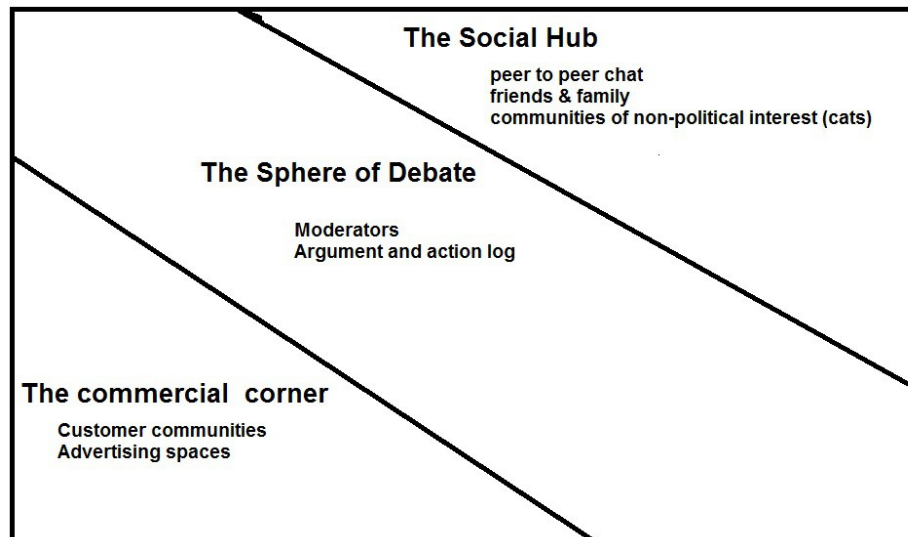 The Social Hub
peer to peer chat
friends & family
communities of non-political interest (cats)
The Sphere of Debate
Moderators
Argument and action log
The commercial  corner
Customer communities
Advertising spaces